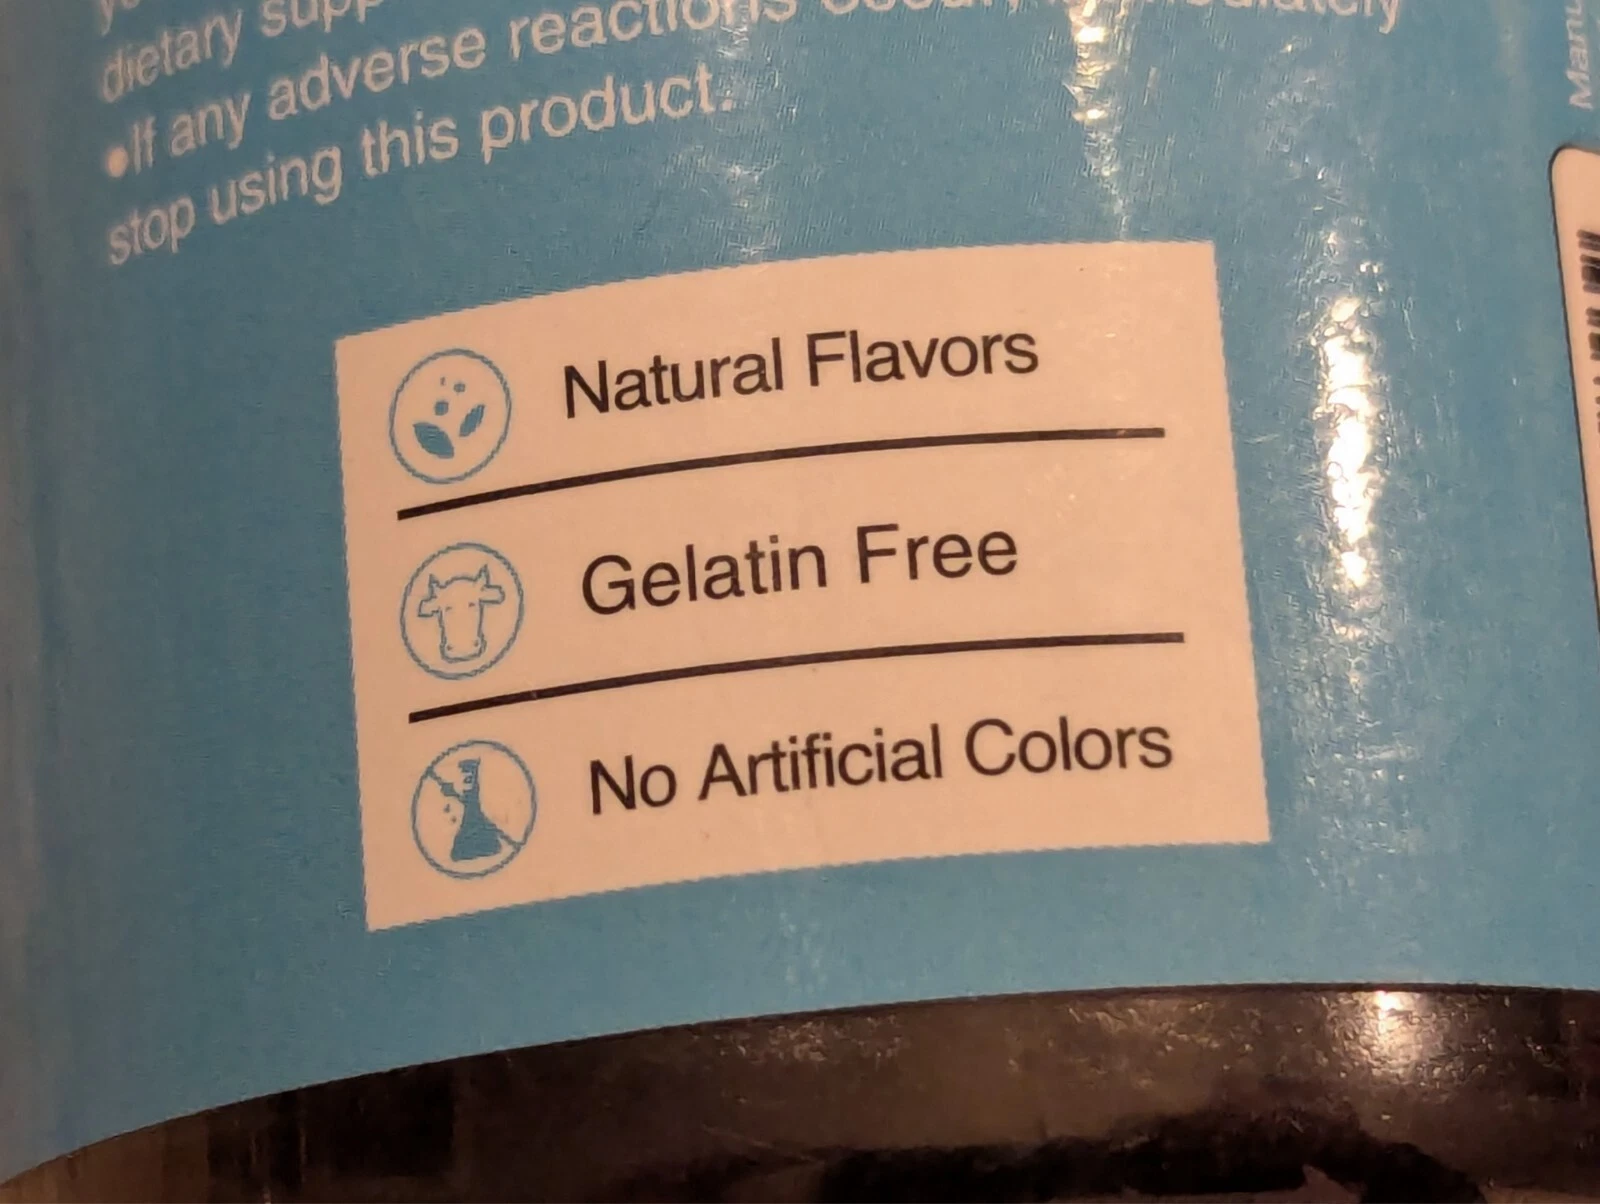 dietary
•If any adverse reactions
stop using this product.
Natural Flavors
Gelatin Free
No Artificial Colors